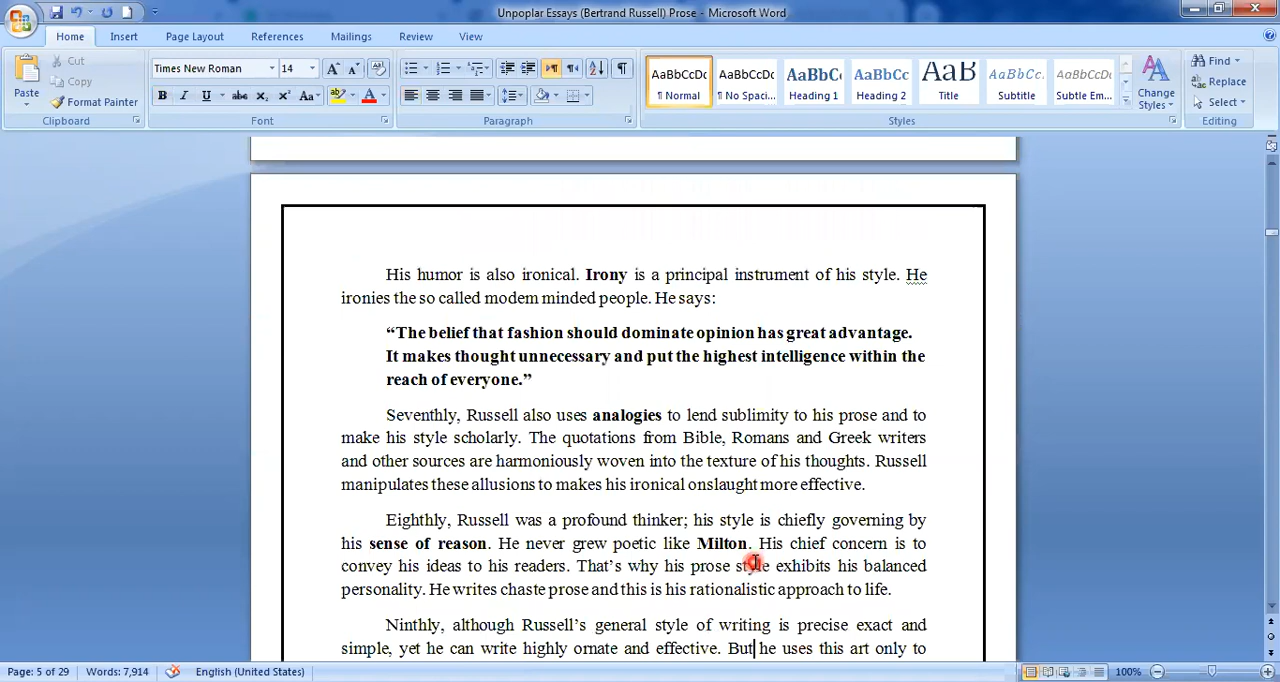 Unpoplar Essays (Bertrand Russell) Prose - Microsoft Word
Home Insert Page Layout References Mailings Review View
Paste
Cut
Copy
Format Painter
Clipboard
Times New Roman 14
Font
Paragraph
AaBbCcDc AaBbCcDc AaBbC AaBbCc AaB AaBbCc AaBbCcDc
¶ Normal ¶ No Spaci... Heading 1 Heading 2 Title Subtitle Subtle Em...
Change Styles
Styles
Find
Replace
Select
Editing
His humor is also ironical. Irony is a principal instrument of his style. He
ironies the so called modem minded people. He says:
“The belief that fashion should dominate opinion has great advantage.
It makes thought unnecessary and put the highest intelligence within the
reach of everyone.”
Seventhly, Russell also uses analogies to lend sublimity to his prose and to
make his style scholarly. The quotations from Bible, Romans and Greek writers
and other sources are harmoniously woven into the texture of his thoughts. Russell
manipulates these allusions to makes his ironical onslaught more effective.
Eighthly, Russell was a profound thinker; his style is chiefly governing by
his sense of reason. He never grew poetic like Milton. His chief concern is to
convey his ideas to his readers. That’s why his prose style exhibits his balanced
personality. He writes chaste prose and this is his rationalistic approach to life.
Ninthly, although Russell’s general style of writing is precise exact and
simple, yet he can write highly ornate and effective. But he uses this art only to
Page: 5 of 29 Words: 7,914 English (United States) 100%